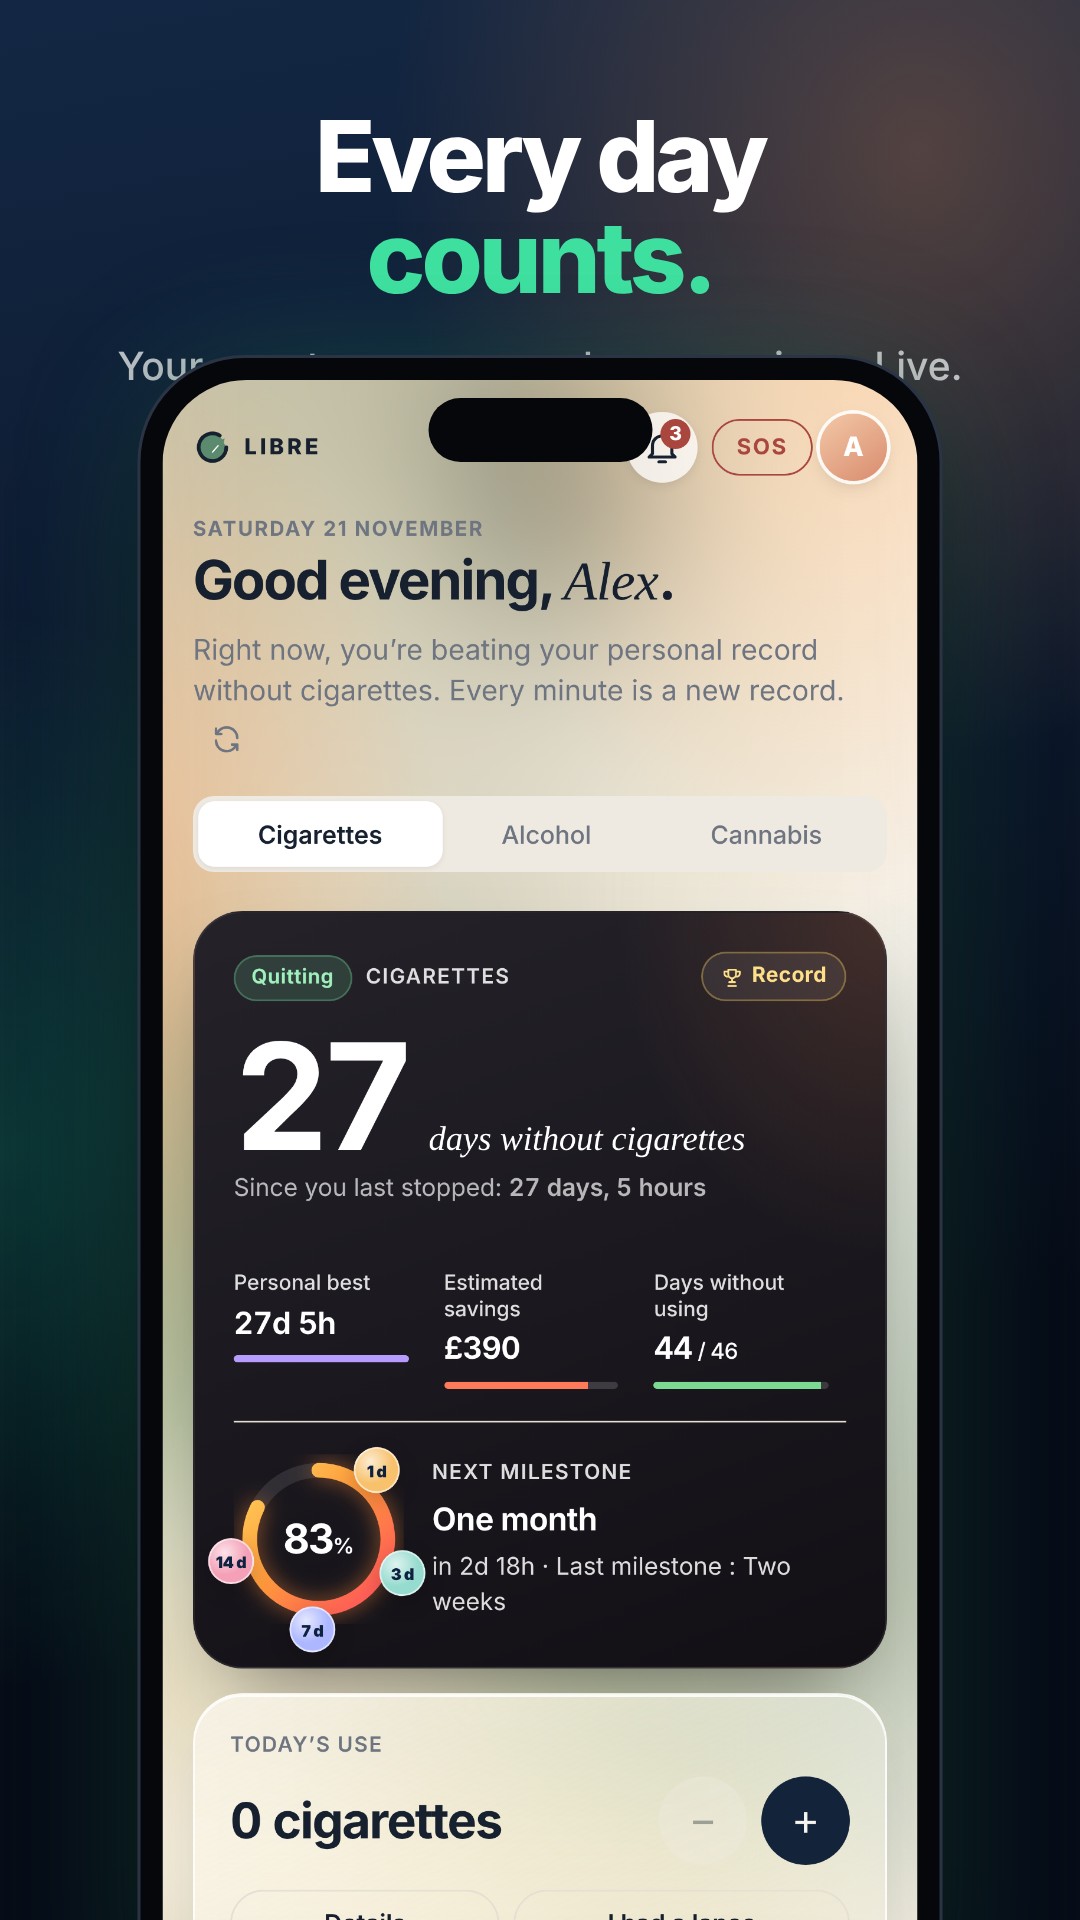 Every day
counts.
Your
Live.
LIBRE
3
SOS
A
SATURDAY 21 NOVEMBER
Good evening, Alex.
Right now, you’re beating your personal record
without cigarettes. Every minute is a new record.
Cigarettes
Alcohol
Cannabis
Quitting
CIGARETTES
Record
27
days without cigarettes
Since you last stopped: 27 days, 5 hours
Personal best
27d 5h
Estimated
savings
£390
Days without
using
44 / 46
83%
1d
3d
7d
14d
NEXT MILESTONE
One month
in 2d 18h · Last milestone : Two
weeks
TODAY’S USE
0 cigarettes
−
+
Details
I had a lapse